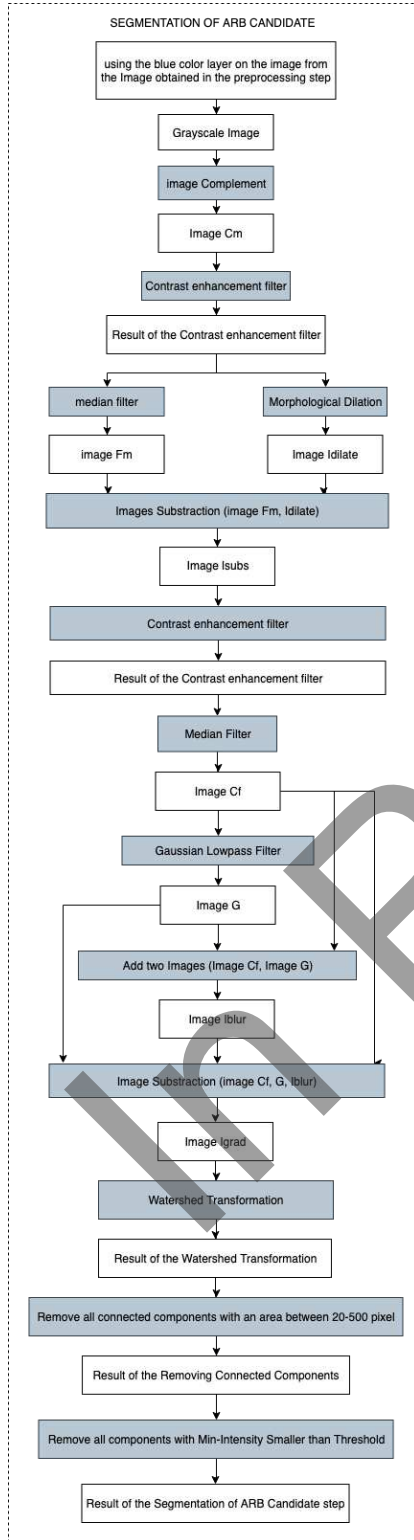 SEGMENTATION OF ARB CANDIDATE
using the blue color layer on the image from
the Image obtained in the preprocessing step
Grayscale Image
image Complement
Image Cm
Contrast enhancement filter
Result of the Contrast enhancement filter
median filter
Morphological Dilation
image Fm
Image Idilate
Images Substraction (image Fm, Idilate)
Image Isubs
Contrast enhancement filter
Result of the Contrast enhancement filter
Median Filter
Image Cf
Gaussian Lowpass Filter
Image G
Add two Images (Image Cf, Image G)
Image Iblur
Image Substraction (image Cf, G, Iblur)
Image Igrad
Watershed Transformation
Result of the Watershed Transformation
Remove all connected components with an area between 20-500 pixel
Result of the Removing Connected Components
Remove all components with Min-Intensity Smaller than Threshold
Result of the Segmentation of ARB Candidate step
In P